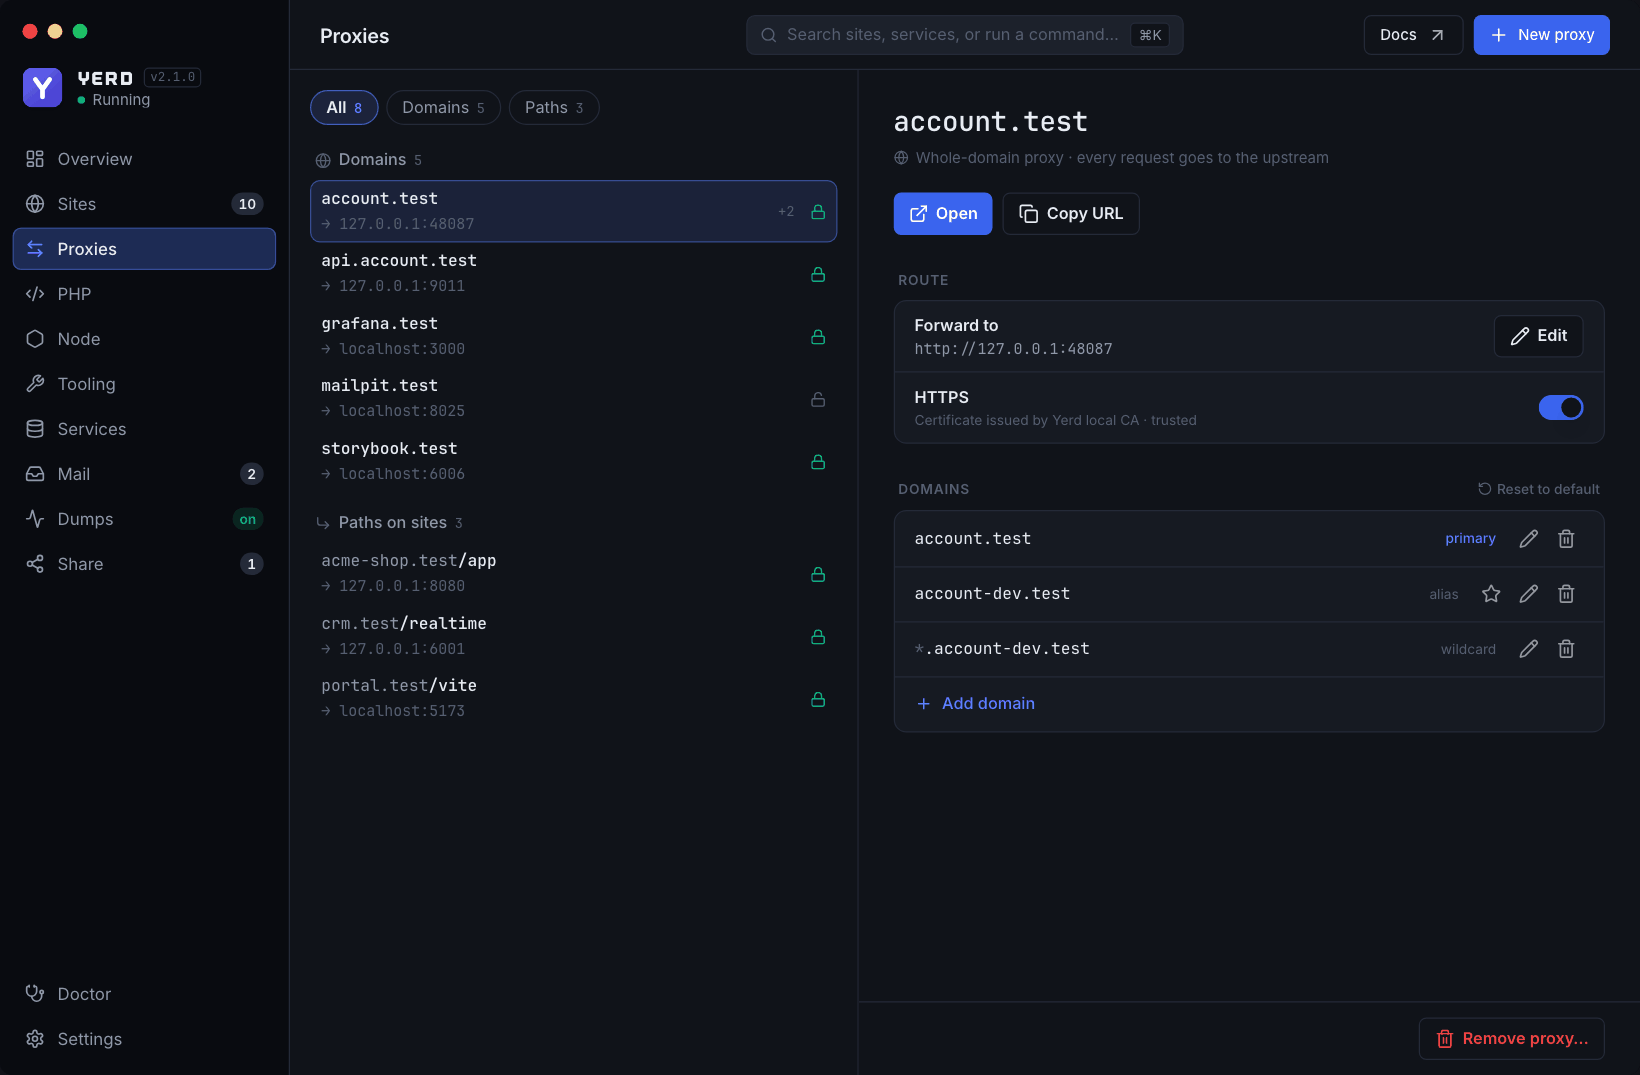 YERD v2.1.0
Running
Overview
Sites 10
Proxies
PHP
Node
Tooling
Services
Mail 2
Dumps on
Share 1
Doctor
Settings
Proxies
Search sites, services, or run a command... ⌘K
Docs
New proxy
All 8
Domains 5
Paths 3
Domains 5
account.test
→ 127.0.0.1:48087
+2
api.account.test
→ 127.0.0.1:9011
grafana.test
→ localhost:3000
mailpit.test
→ localhost:8025
storybook.test
→ localhost:6006
Paths on sites 3
acme-shop.test/app
→ 127.0.0.1:8080
crm.test/realtime
→ 127.0.0.1:6001
portal.test/vite
→ localhost:5173
account.test
Whole-domain proxy · every request goes to the upstream
Open
Copy URL
ROUTE
Forward to
http://127.0.0.1:48087
Edit
HTTPS
Certificate issued by Yerd local CA · trusted
DOMAINS
Reset to default
account.test primary
account-dev.test alias
*.account-dev.test wildcard
Add domain
Remove proxy...